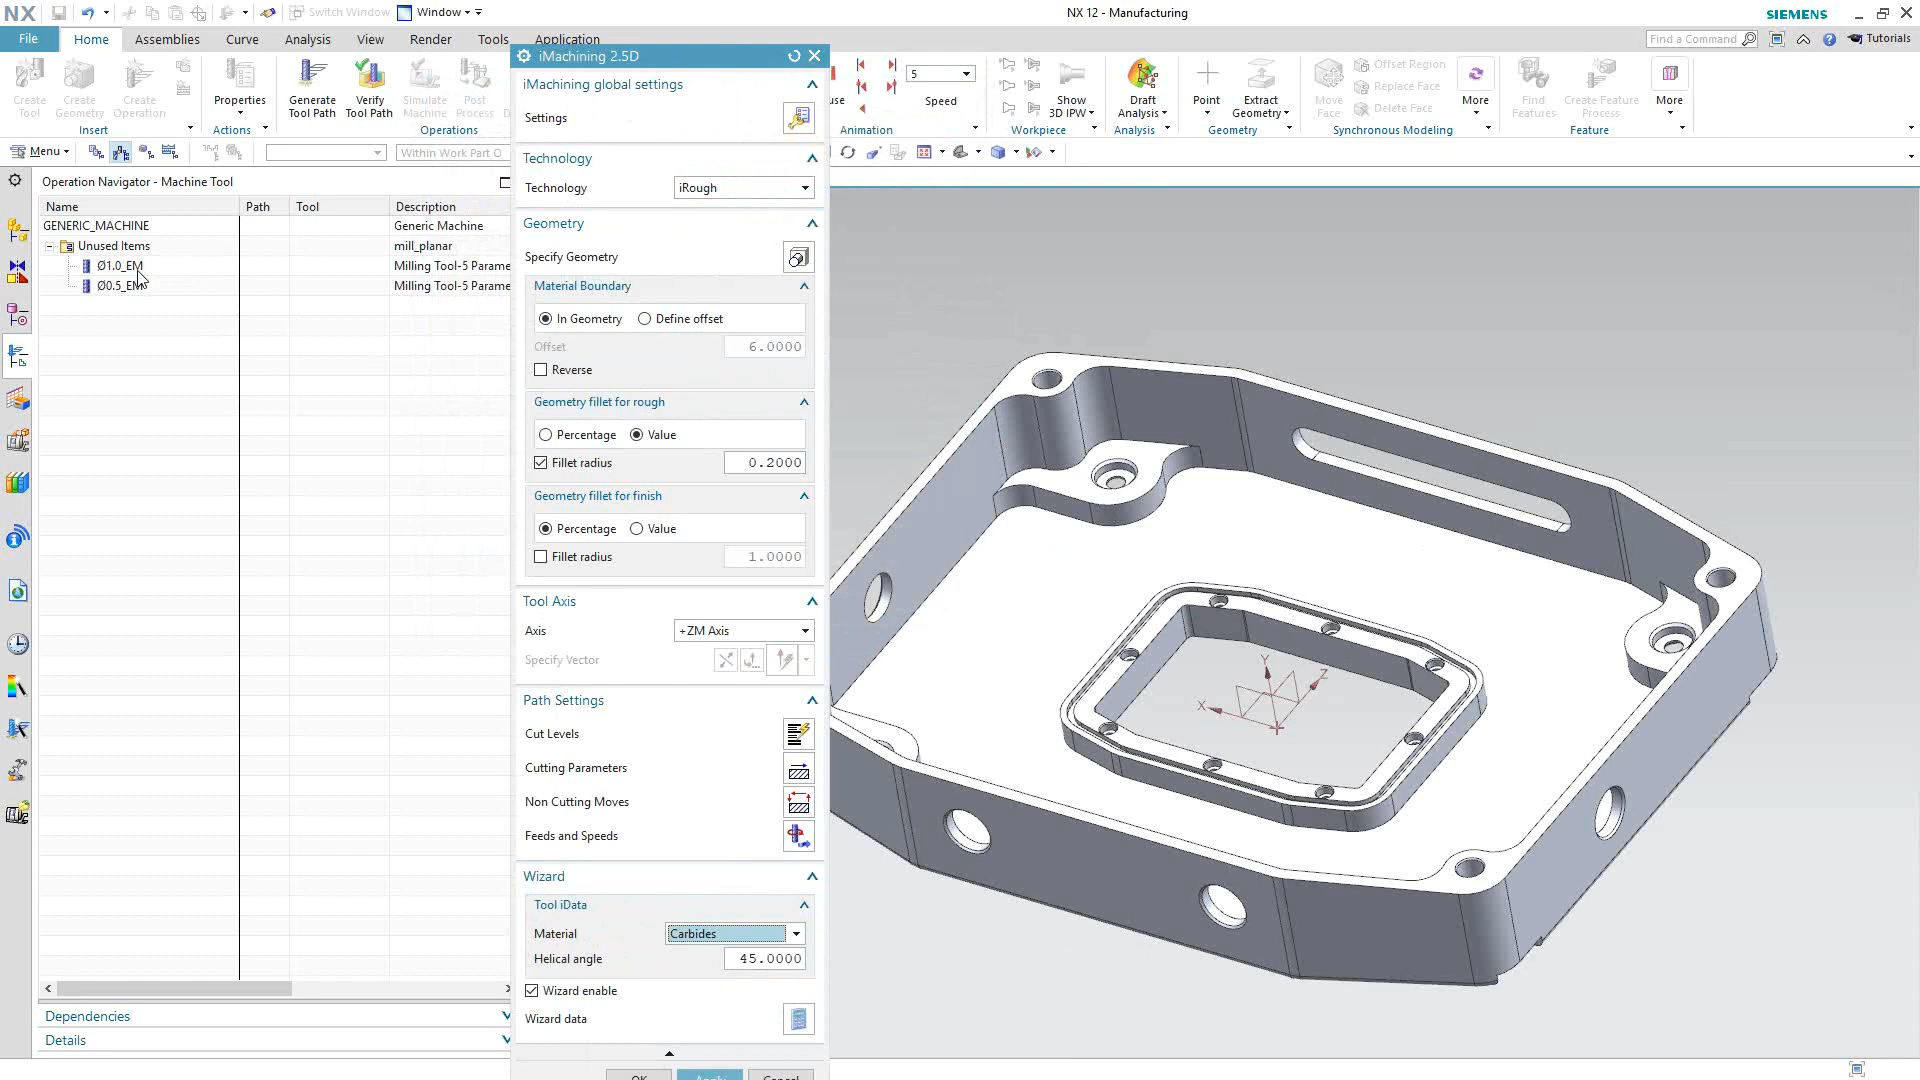 NX
Switch Window
Window
NX 12 - Manufacturing
SIEMENS
File
Home
Assemblies
Curve
Analysis
View
Render
Tools
Application
Find a Command
Tutorials
Create Tool
Create Geometry
Create Operation
Properties
Generate Tool Path
Verify Tool Path
Simulate Machine
Post Process
5
Speed
Show 3D IPW
Draft Analysis
Point
Extract Geometry
Move Face
Offset Region
Replace Face
Delete Face
More
Find Features
Create Feature Process
More
Insert
Actions
Operations
Animation
Workpiece
Analysis
Geometry
Synchronous Modeling
Feature
Menu
Within Work Part O
Operation Navigator - Machine Tool
Name
Path
Tool
Description
GENERIC_MACHINE
Generic Machine
Unused Items
mill_planar
Ø1.0_EM
Milling Tool-5 Parame
Ø0.5_EM
Milling Tool-5 Parame
Dependencies
Details
iMachining 2.5D
iMachining global settings
Settings
Technology
Technology
iRough
Geometry
Specify Geometry
Material Boundary
In Geometry
Define offset
Offset
6.0000
Reverse
Geometry fillet for rough
Percentage
Value
Fillet radius
0.2000
Geometry fillet for finish
Percentage
Value
Fillet radius
1.0000
Tool Axis
Axis
+ZM Axis
Specify Vector
Path Settings
Cut Levels
Cutting Parameters
Non Cutting Moves
Feeds and Speeds
Wizard
Tool iData
Material
Carbides
Helical angle
45.0000
Wizard enable
Wizard data
OK
Apply
Cancel
Y
Z
X